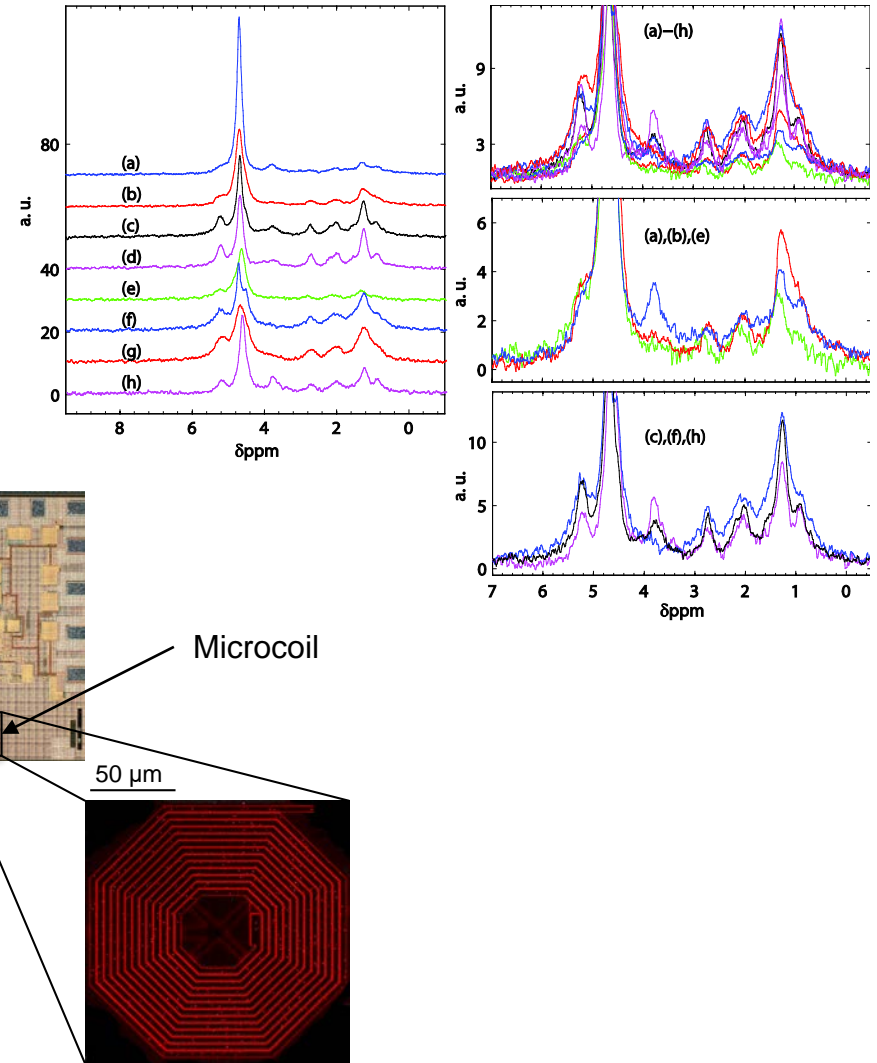 80
40
20
0
a. u.
(a)
(b)
(c)
(d)
(e)
(f)
(g)
(h)
8 6 4 2 0
δppm
(a)–(h)
9
3
a. u.
(a),(b),(e)
6
4
2
0
a. u.
(c),(f),(h)
10
5
0
a. u.
7 6 5 4 3 2 1 0
δppm
Microcoil
50 μm